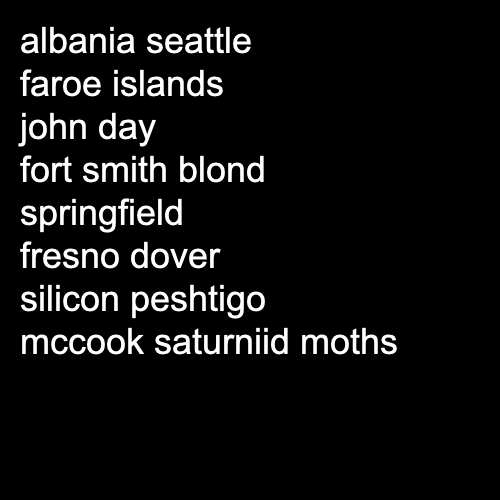 albania seattle
faroe islands
john day
fort smith blond
springfield
fresno dover
silicon peshtigo
mccook saturniid moths